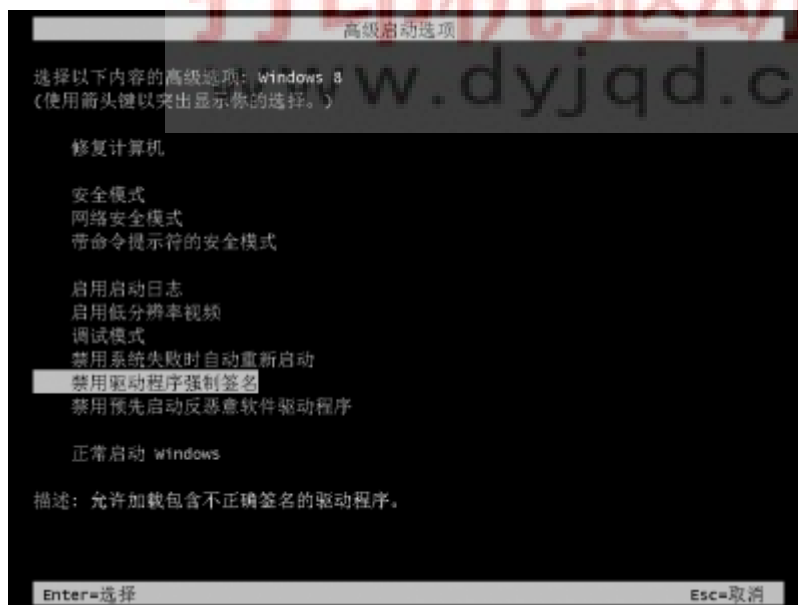 打印机驱动
高级启动选项
www.dyjqd.c
选择以下内容的高级选项: Windows 8
(使用箭头键以突出显示你的选择。)
修复计算机
安全模式
网络安全模式
带命令提示符的安全模式
启用启动日志
启用低分辨率视频
调试模式
禁用系统失败时自动重新启动
禁用驱动程序强制签名
禁用预先启动反恶意软件驱动程序
正常启动 Windows
描述: 允许加载包含不正确签名的驱动程序。
Enter=选择
Esc=取消